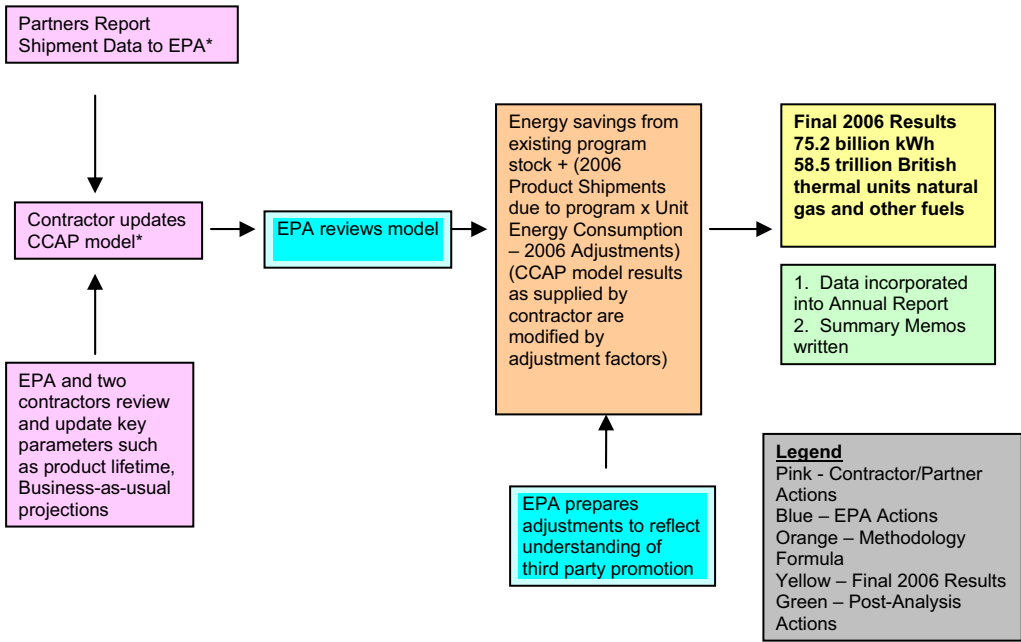 Partners Report
Shipment Data to EPA*
Contractor updates
CCAP model*
EPA and two
contractors review
and update key
parameters such
as product lifetime,
Business-as-usual
projections
EPA reviews model
Energy savings from
existing program
stock + (2006
Product Shipments
due to program x Unit
Energy Consumption
– 2006 Adjustments)
(CCAP model results
as supplied by
contractor are
modified by
adjustment factors)
EPA prepares
adjustments to reflect
understanding of
third party promotion
Final 2006 Results
75.2 billion kWh
58.5 trillion British
thermal units natural
gas and other fuels
1. Data incorporated
into Annual Report
2. Summary Memos
written
Legend
Pink - Contractor/Partner
Actions
Blue – EPA Actions
Orange – Methodology
Formula
Yellow – Final 2006 Results
Green – Post-Analysis
Actions